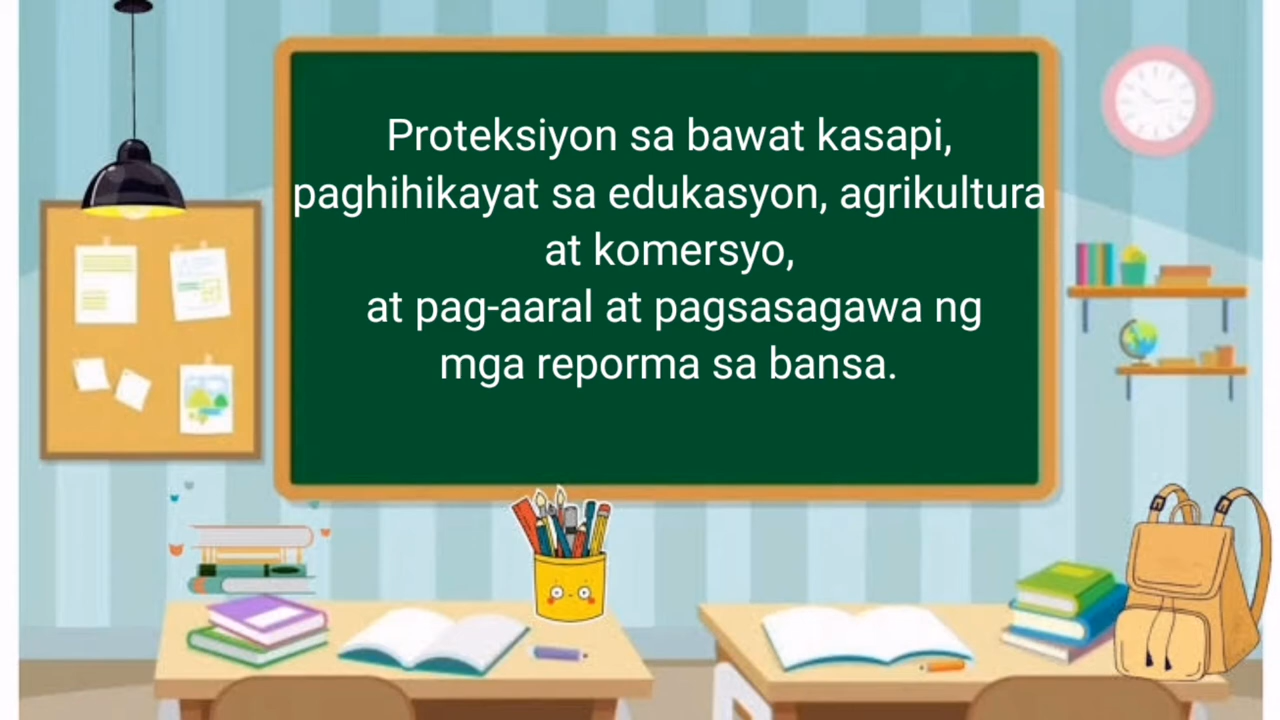 Proteksiyon sa bawat kasapi,
paghihikayat sa edukasyon, agrikultura
at komersyo,
at pag-aaral at pagsasagawa ng
mga reporma sa bansa.